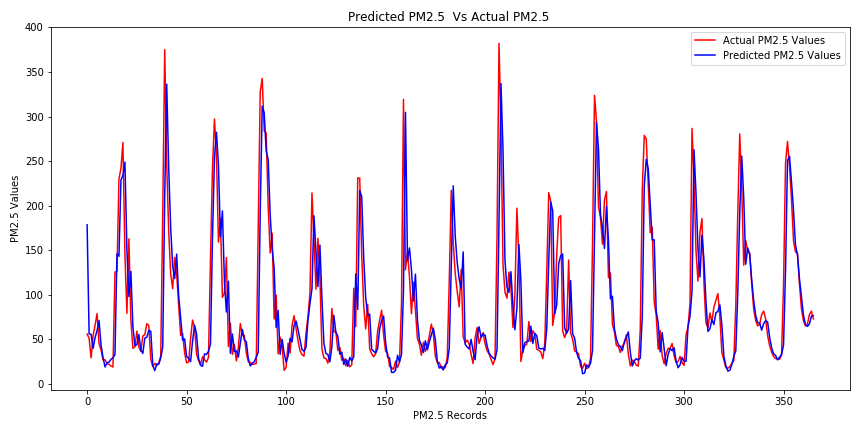 Predicted PM2.5  Vs Actual PM2.5
Actual PM2.5 Values
Predicted PM2.5 Values
PM2.5 Values
400
350
300
250
200
150
100
50
0
0 50 100 150 200 250 300 350
PM2.5 Records